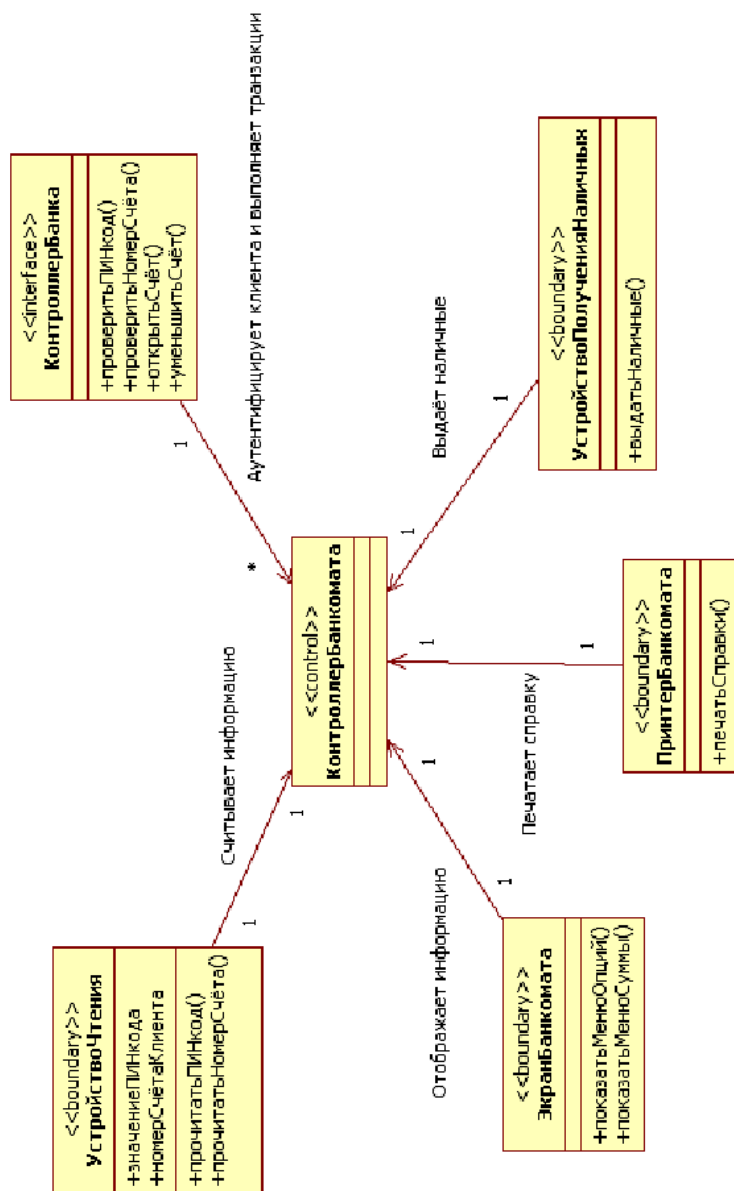 <<boundary>>
УстройствоЧтения
+значениеПИНкода
+номерСчётаКлиента
+прочитатьПИНкод()
+прочитатьНомерСчёта()
1
Считывает информацию
1
<<interface>>
КонтроллерБанка
+проверитьПИНкод()
+проверитьНомерСчёта()
+открытьСчёт()
+уменьшитьСчёт()
1
Аутентифицирует клиента и выполняет транзакции
*
<<control>>
КонтроллерБанкомата
1
Отображает информацию
1
<<boundary>>
ЭкранБанкомата
+показатьМенюОпций()
+показатьМенюСуммы()
1
Печатает справку
1
<<boundary>>
ПринтерБанкомата
+печатьСправки()
1
Выдаёт наличные
1
<<boundary>>
УстройствоПолученияНаличных
+выдатьНаличные()